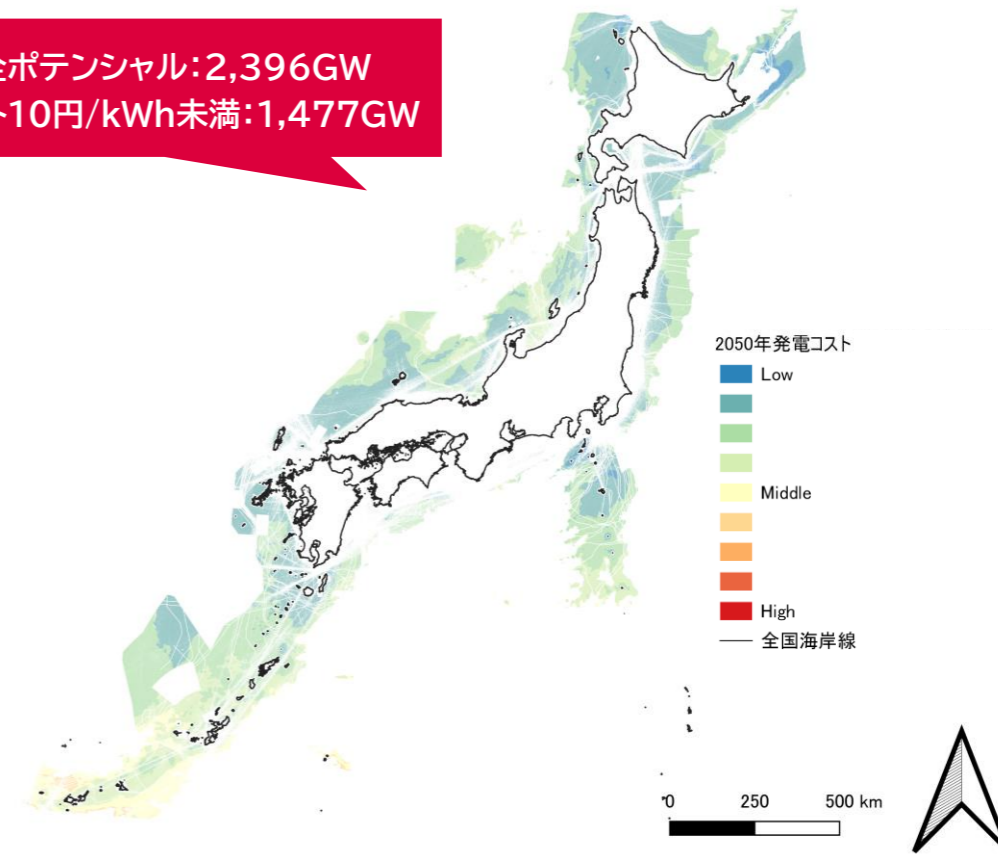 全ポテンシャル:2,396GW
ト10円/kWh未満:1,477GW
2050年発電コスト
Low
Middle
High
全国海岸線
0 250 500 km